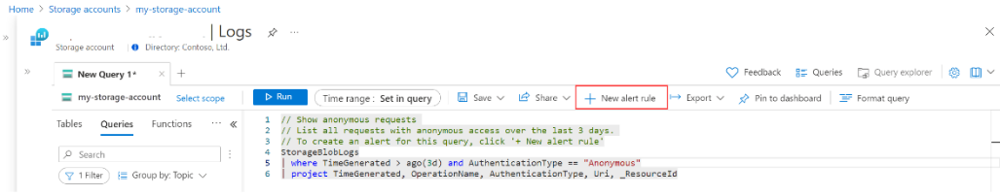 Home > Storage accounts > my-storage-account
| Logs
Storage account | Directory: Contoso, Ltd.
New Query 1*
Feedback Queries Query explorer
my-storage-account Select scope Run Time range : Set in query Save Share + New alert rule Export Pin to dashboard Format query
Tables Queries Functions ... «
Search
1 Filter Group by: Topic
1 // Show anonymous requests
2 // List all requests with anonymous access over the last 3 days.
3 // To create an alert for this query, click '+ New alert rule'
4 StorageBlobLogs
5 | where TimeGenerated > ago(3d) and AuthenticationType == "Anonymous"
6 | project TimeGenerated, OperationName, AuthenticationType, Uri, _ResourceId